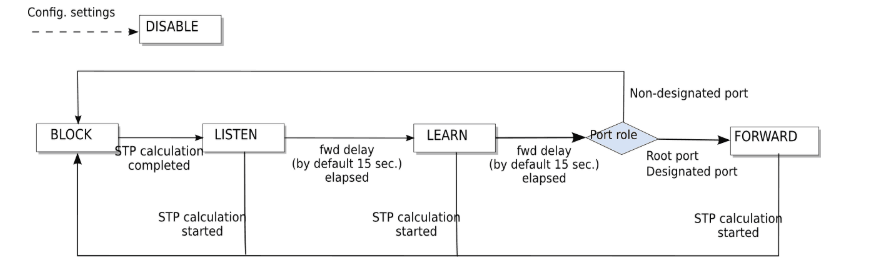 Config. settings
DISABLE
Non-designated port
BLOCK
STP calculation
completed
LISTEN
fwd delay
(by default 15 sec.)
elapsed
LEARN
fwd delay
(by default 15 sec.)
elapsed
Port role
Root port
Designated port
FORWARD
STP calculation
started
STP calculation
started
STP calculation
started